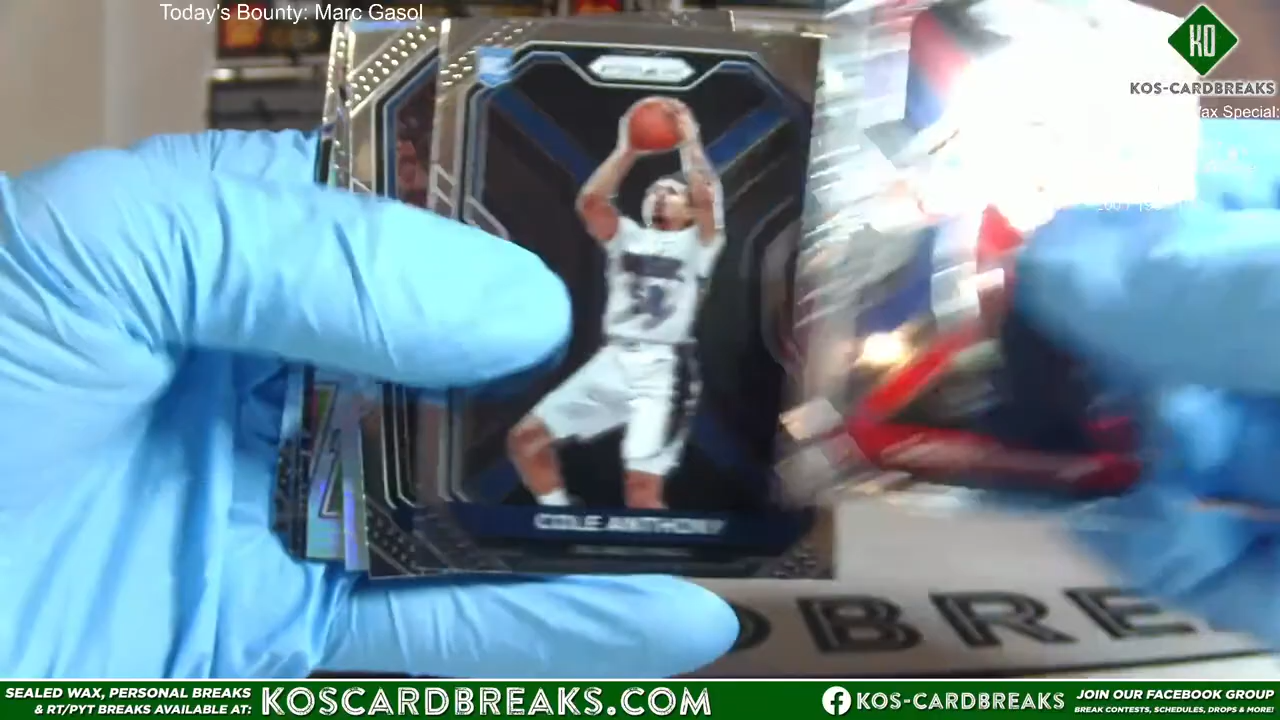 Today's Bounty: Marc Gasol
KO
KOS-CARDBREAKS
ax Special:
COLE ANTHONY
OBRE
SEALED WAX, PERSONAL BREAKS
& RT/PYT BREAKS AVAILABLE AT:
KOSCARDBREAKS.COM
KOS-CARDBREAKS
JOIN OUR FACEBOOK GROUP
BREAK CONTESTS, SCHEDULES, DROPS & MORE!